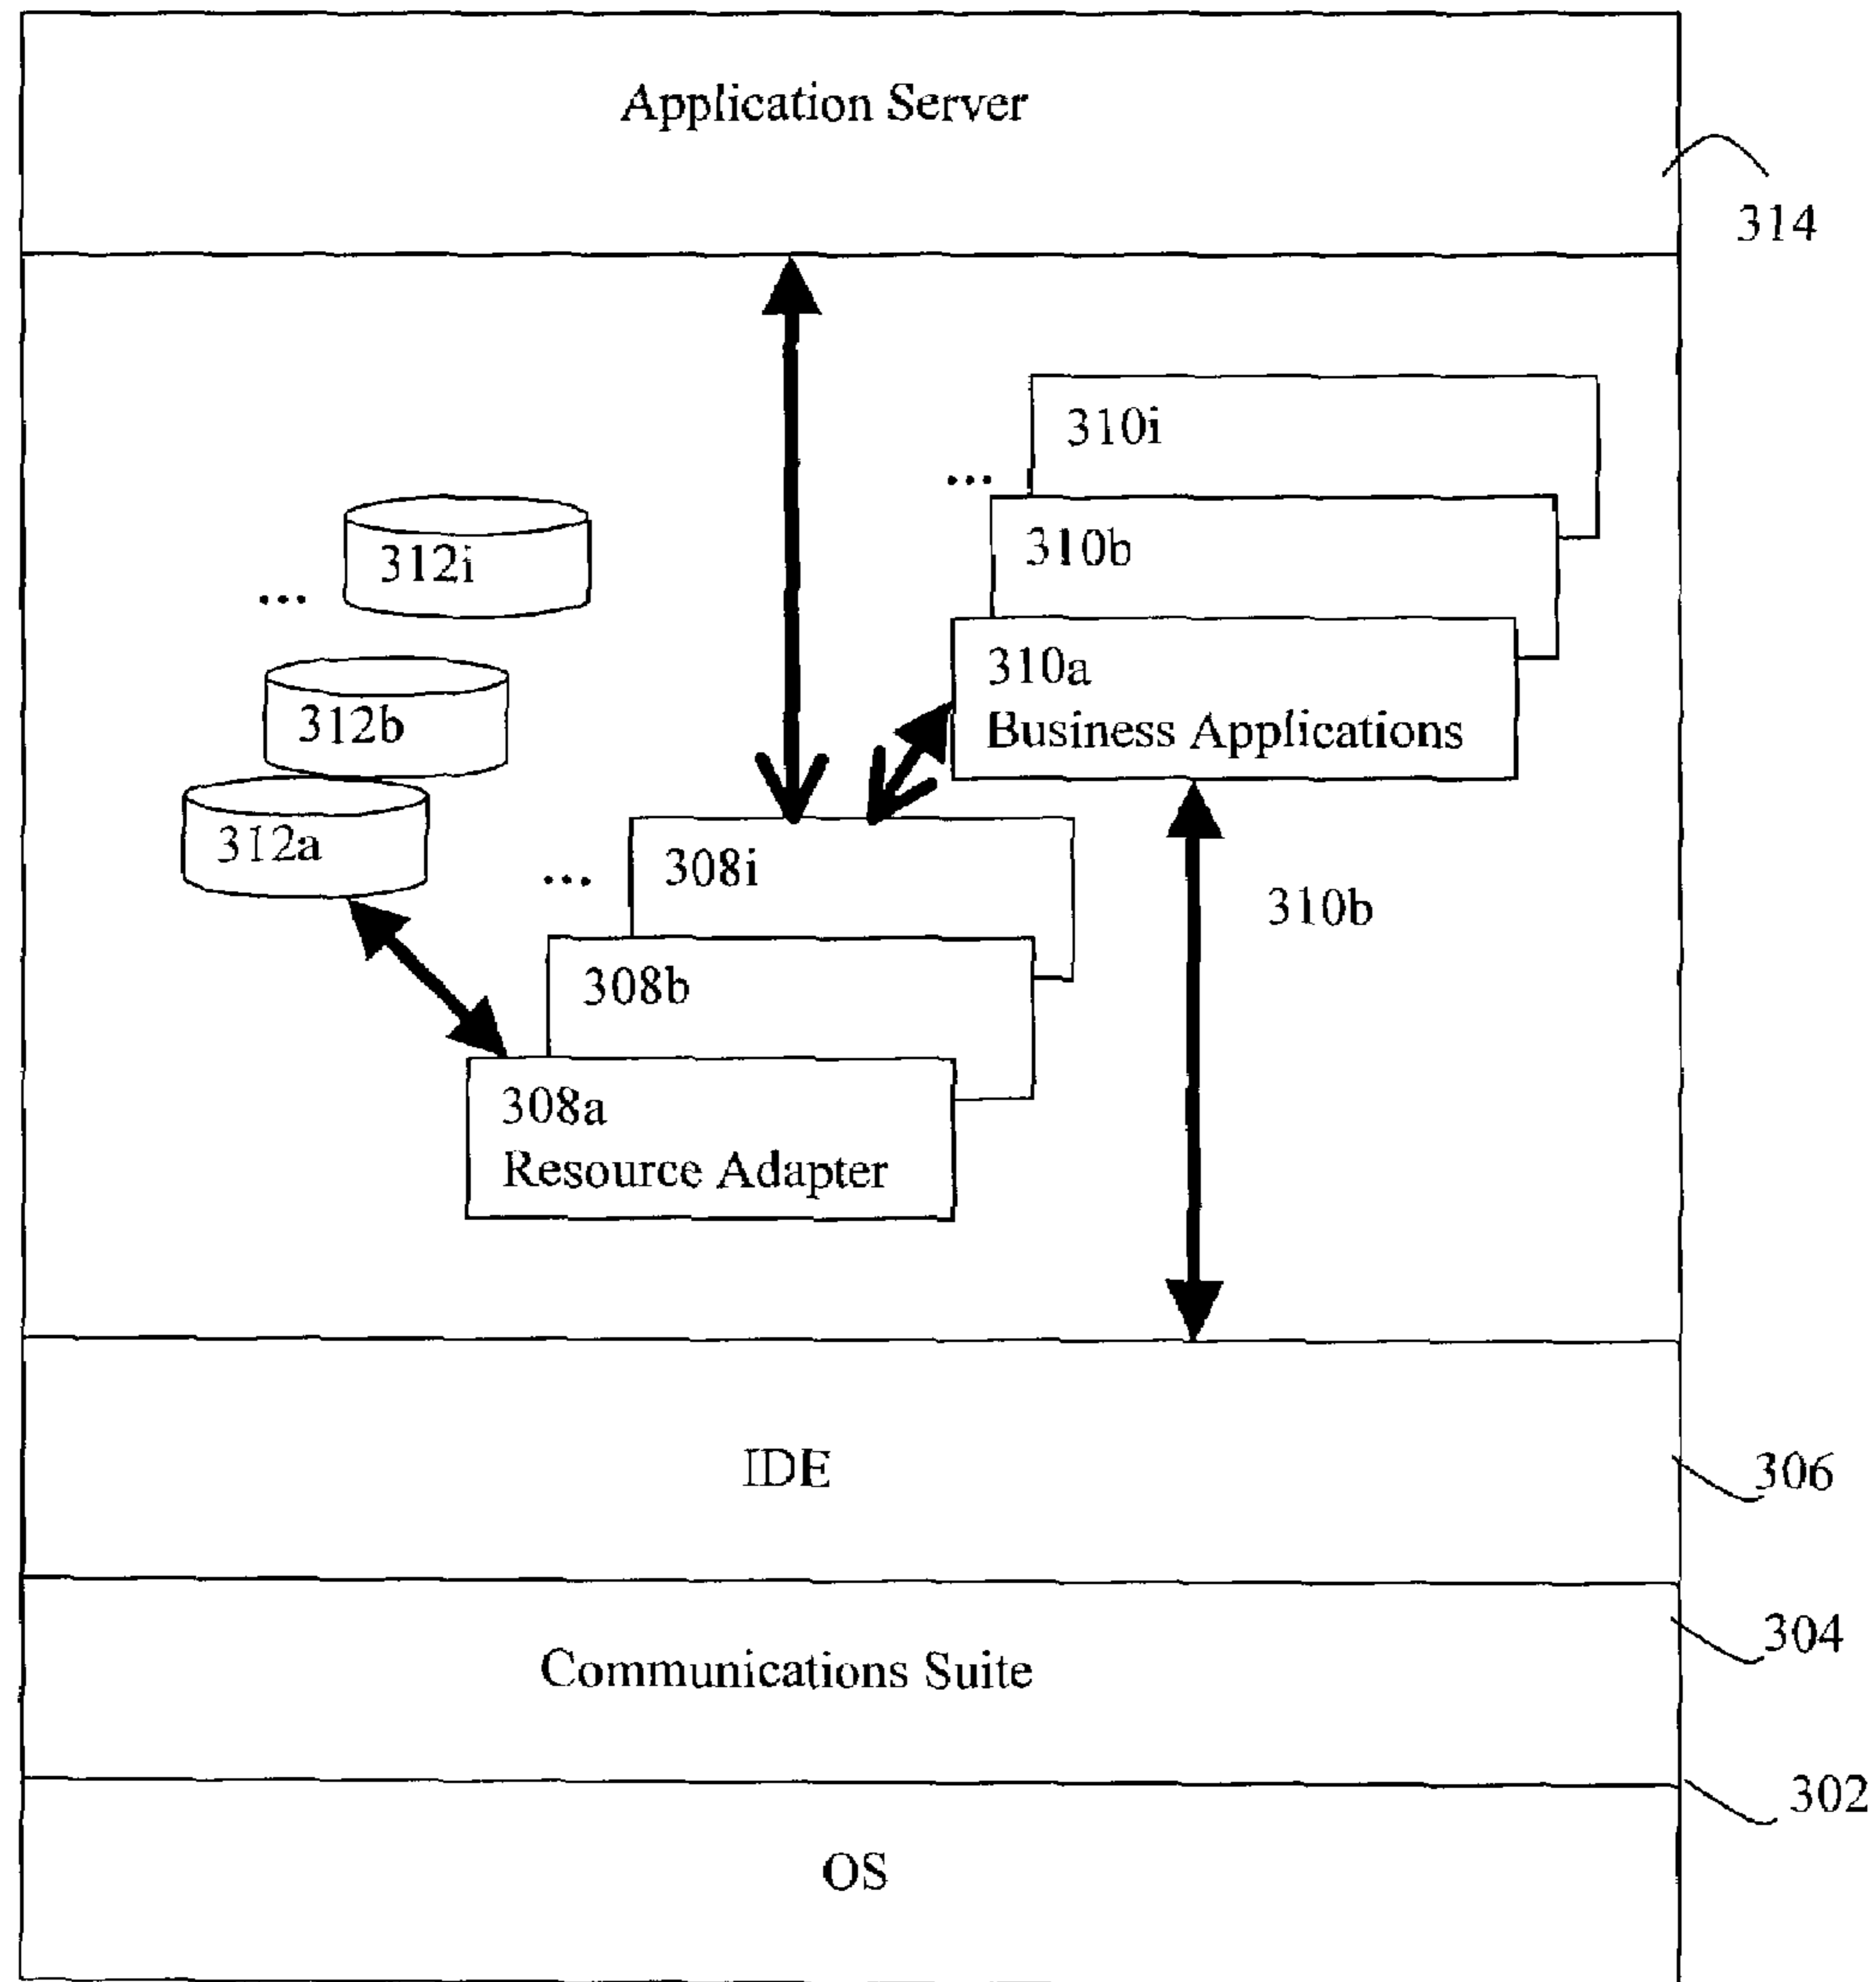 Application Server
314
310i
...
310b
312i
...
310a
Business Applications
312b
312a
308i
...
310b
308b
308a
Resource Adapter
IDE
306
304
Communications Suite
302
OS